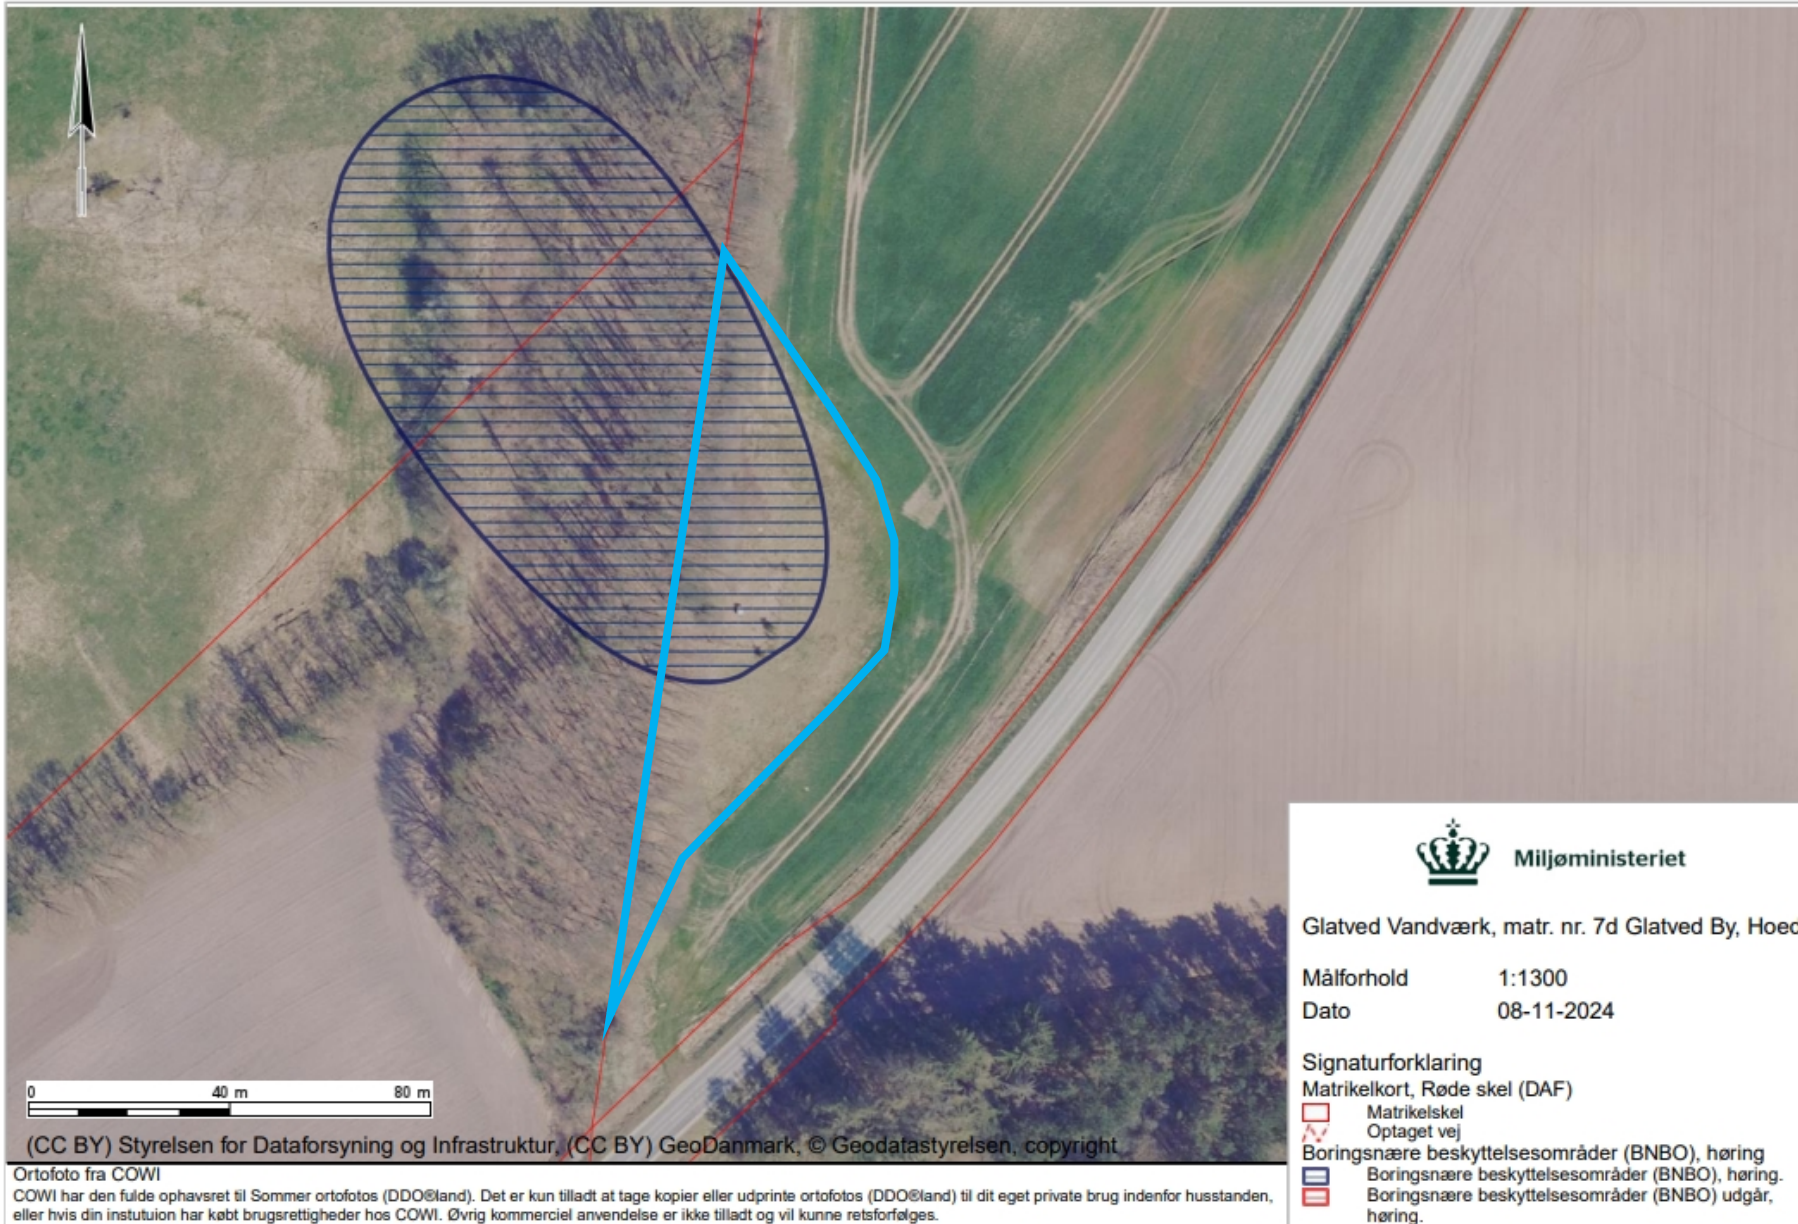 Miljøministeriet
Glatved Vandværk, matr. nr. 7d Glatved By, Hoed
Målforhold 1:1300
Dato 08-11-2024
Signaturforklaring
Matrikelkort, Røde skel (DAF)
Matrikelskel
Optaget vej
Boringsnære beskyttelsesområder (BNBO), høring
Boringsnære beskyttelsesområder (BNBO), høring.
Boringsnære beskyttelsesområder (BNBO) udgår,
høring.
0 40 m 80 m
(CC BY) Styrelsen for Dataforsyning og Infrastruktur, (CC BY) GeoDanmark, © Geodatastyrelsen, copyright
Ortofoto fra COWI
COWI har den fulde ophavsret til Sommer ortofotos (DDO®land). Det er kun tilladt at tage kopier eller udprinte ortofotos (DDO®land) til dit eget private brug indenfor husstanden,
eller hvis din instutuion har købt brugsrettigheder hos COWI. Øvrig kommerciel anvendelse er ikke tilladt og vil kunne retsforfølges.